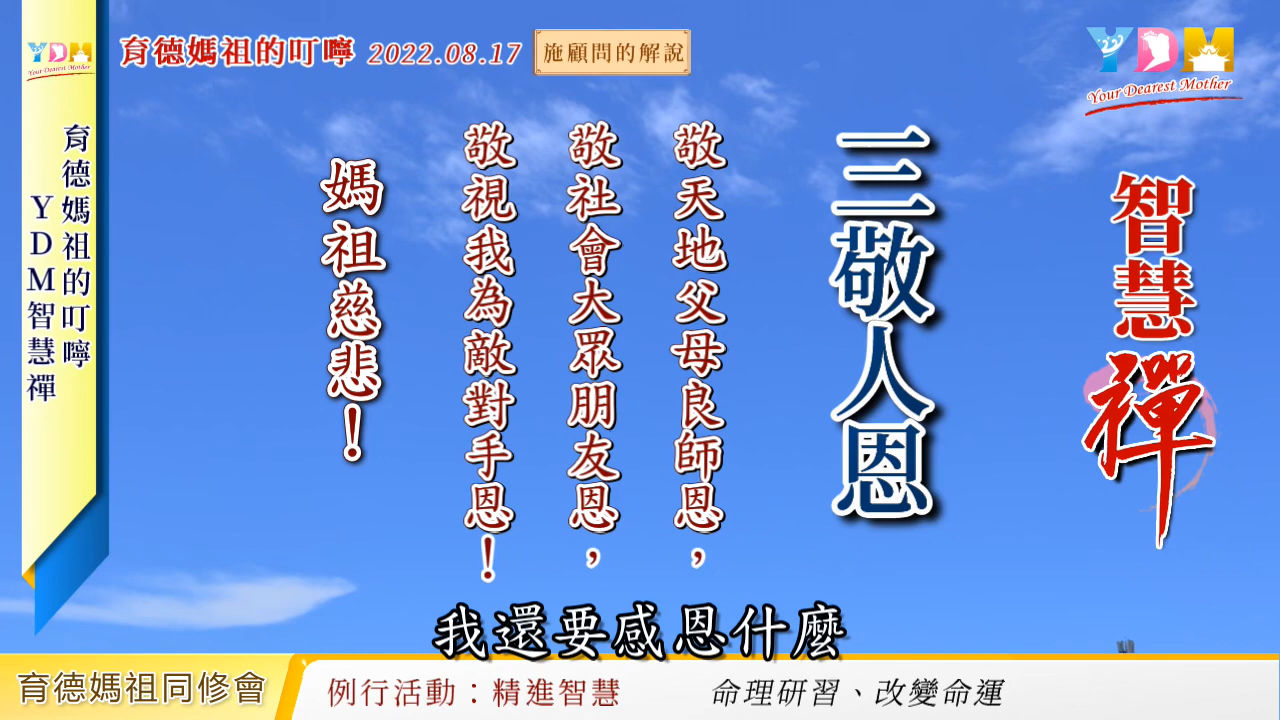 YDM
Your Dearest Mother
育德媽祖的叮嚀
YDM智慧禪
育德媽祖的叮嚀 2022.08.17
施顧問的解說
YDM
Your Dearest Mother
智慧禪
三敬人恩
敬天地父母良師恩，
敬社會大眾朋友恩，
敬視我為敵對手恩！
媽祖慈悲！
我還要感恩什麼
育德媽祖同修會
例行活動：精進智慧
命理研習、改變命運